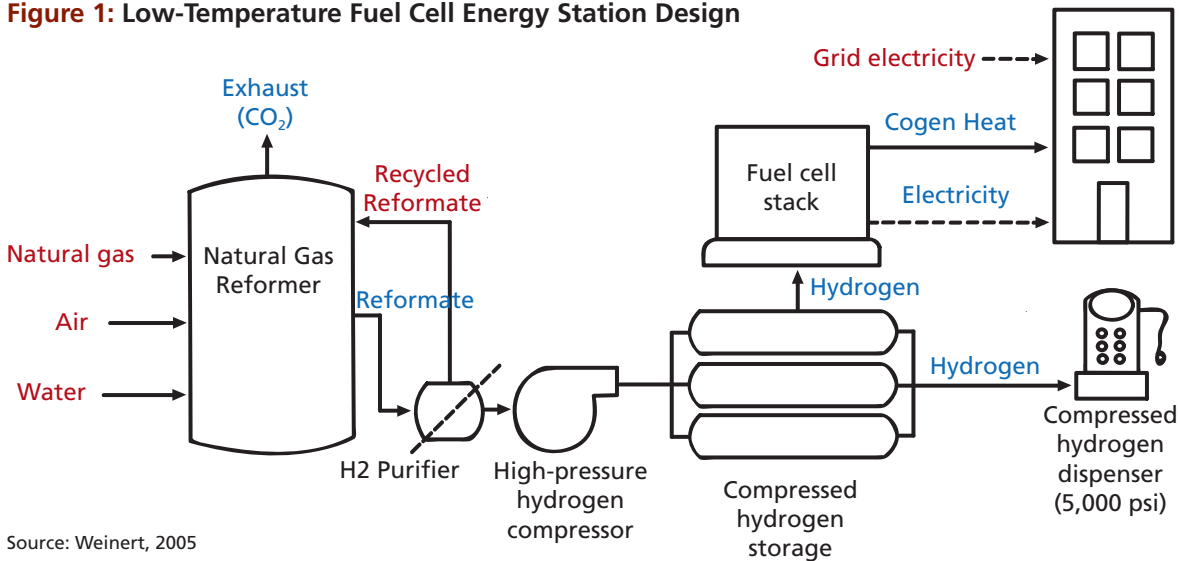 Figure 1: Low-Temperature Fuel Cell Energy Station Design
Grid electricity
Exhaust
(CO₂)
Cogen Heat
Recycled
Reformate
Fuel cell
stack
Electricity
Natural gas
Natural Gas
Reformer
Reformate
Hydrogen
Air
Hydrogen
Water
Compressed
hydrogen
dispenser
(5,000 psi)
H2 Purifier
High-pressure
hydrogen
compressor
Compressed
hydrogen
storage
Source: Weinert, 2005